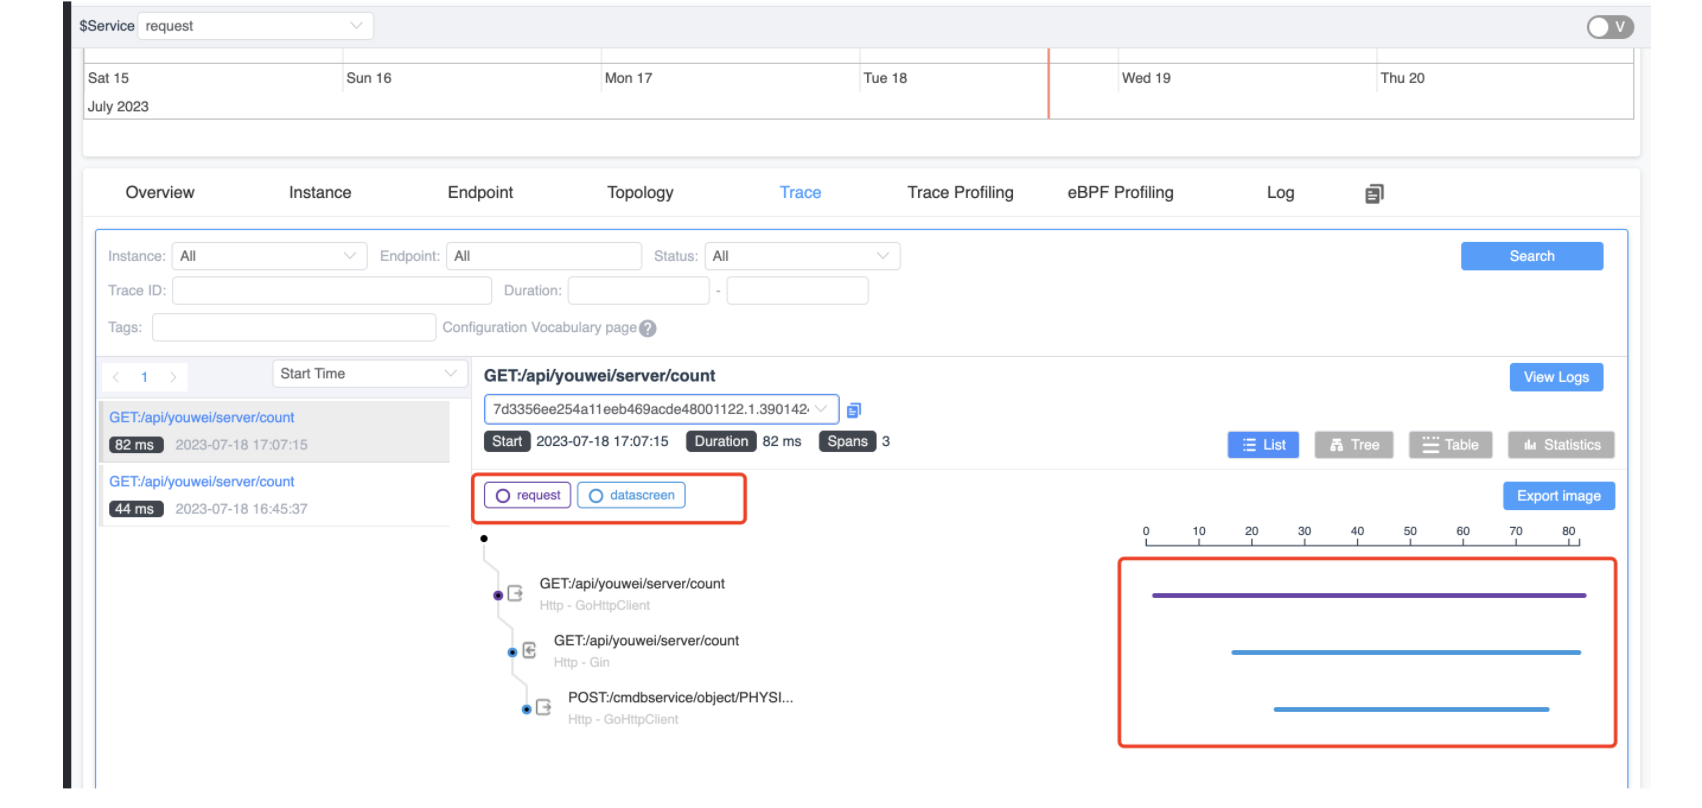 $Service request V
Sat 15 Sun 16 Mon 17 Tue 18 Wed 19 Thu 20
July 2023
Overview Instance Endpoint Topology Trace Trace Profiling eBPF Profiling Log
Instance: All Endpoint: All Status: All Search
Trace ID: Duration: -
Tags: Configuration Vocabulary page ?
< 1 > Start Time
GET:/api/youwei/server/count
82 ms 2023-07-18 17:07:15
GET:/api/youwei/server/count
44 ms 2023-07-18 16:45:37
GET:/api/youwei/server/count View Logs
7d3356ee254a11eeb469acde48001122.1.390142
Start 2023-07-18 17:07:15 Duration 82 ms Spans 3 List Tree Table Statistics
request datascreen Export image
0 10 20 30 40 50 60 70 80
GET:/api/youwei/server/count
Http - GoHttpClient
GET:/api/youwei/server/count
Http - Gin
POST:/cmdbservice/object/PHYSI...
Http - GoHttpClient